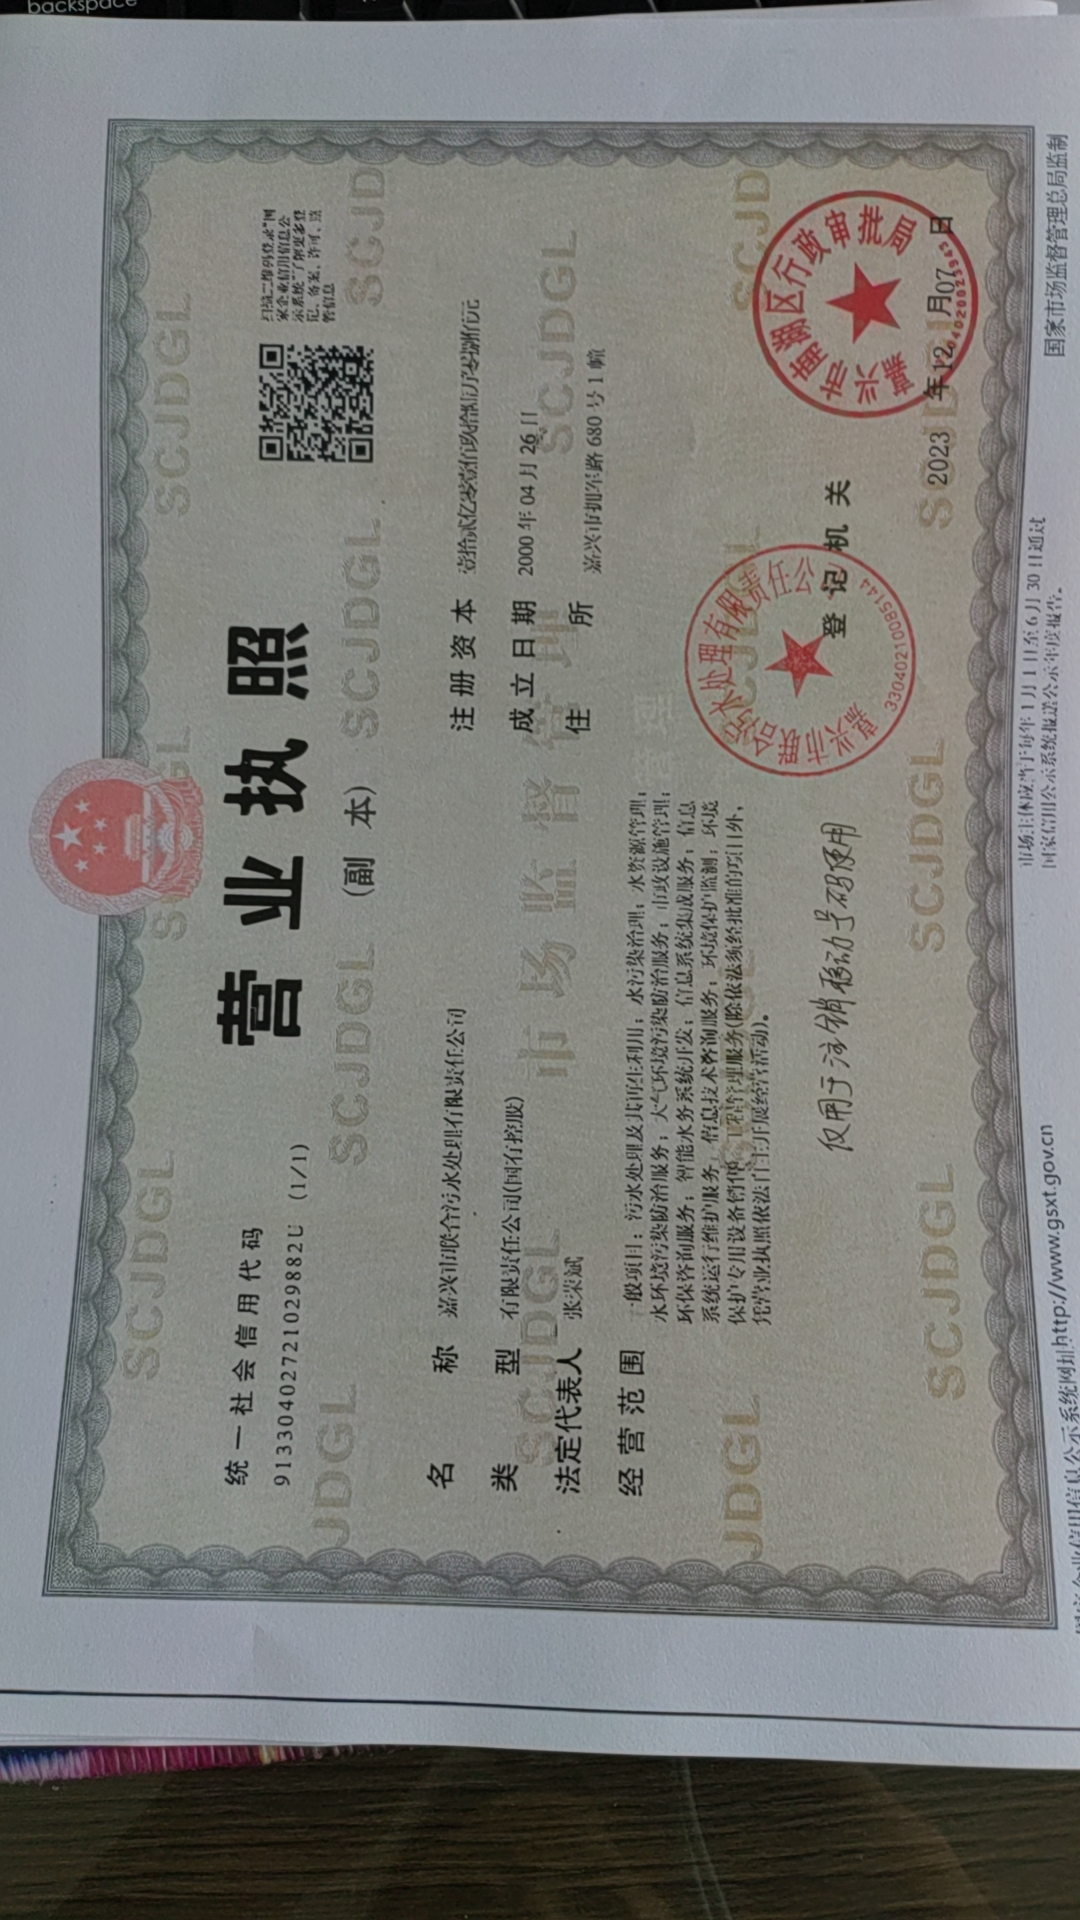 统一社会信用代码
91330402721029882U (1/1)
营业执照
(副 本)
扫描二维码登录“国
家企业信用信息公
示系统”了解更多登
记、备案、许可、监
管信息
名 称 嘉兴市联合污水处理有限责任公司
类 型 有限责任公司(国有控股)
法定代表人 张荣斌
经营范围 一般项目：污水处理及其再生利用；水污染治理；水资源管理；
水环境污染防治服务；大气环境污染防治服务；市政设施管理；
环保咨询服务；智能水务系统开发；信息系统集成服务；信息
系统运行维护服务；信息技术咨询服务；环境保护监测；环境
保护专用设备销售；工程管理服务(除依法须经批准的项目外，
凭营业执照依法自主开展经营活动)。
注册资本 壹拾贰亿零壹佰玖拾陆万零捌佰元
成立日期 2000年04月26日
住 所 嘉兴市拥军路680号1幢
仅用于注销移动号码使用
嘉兴市联合污水处理有限责任公司
33040210085144
登记机关
嘉兴市南湖区行政审批局
2023 年12 月07 日
国家企业信用信息公示系统网址:http://www.gsxt.gov.cn
市场主体应当于每年1月1日至6月30日通过
国家信用公示系统报送公示年度报告。
国家市场监督管理总局监制
SCJDGL
市场监督管理
backspace